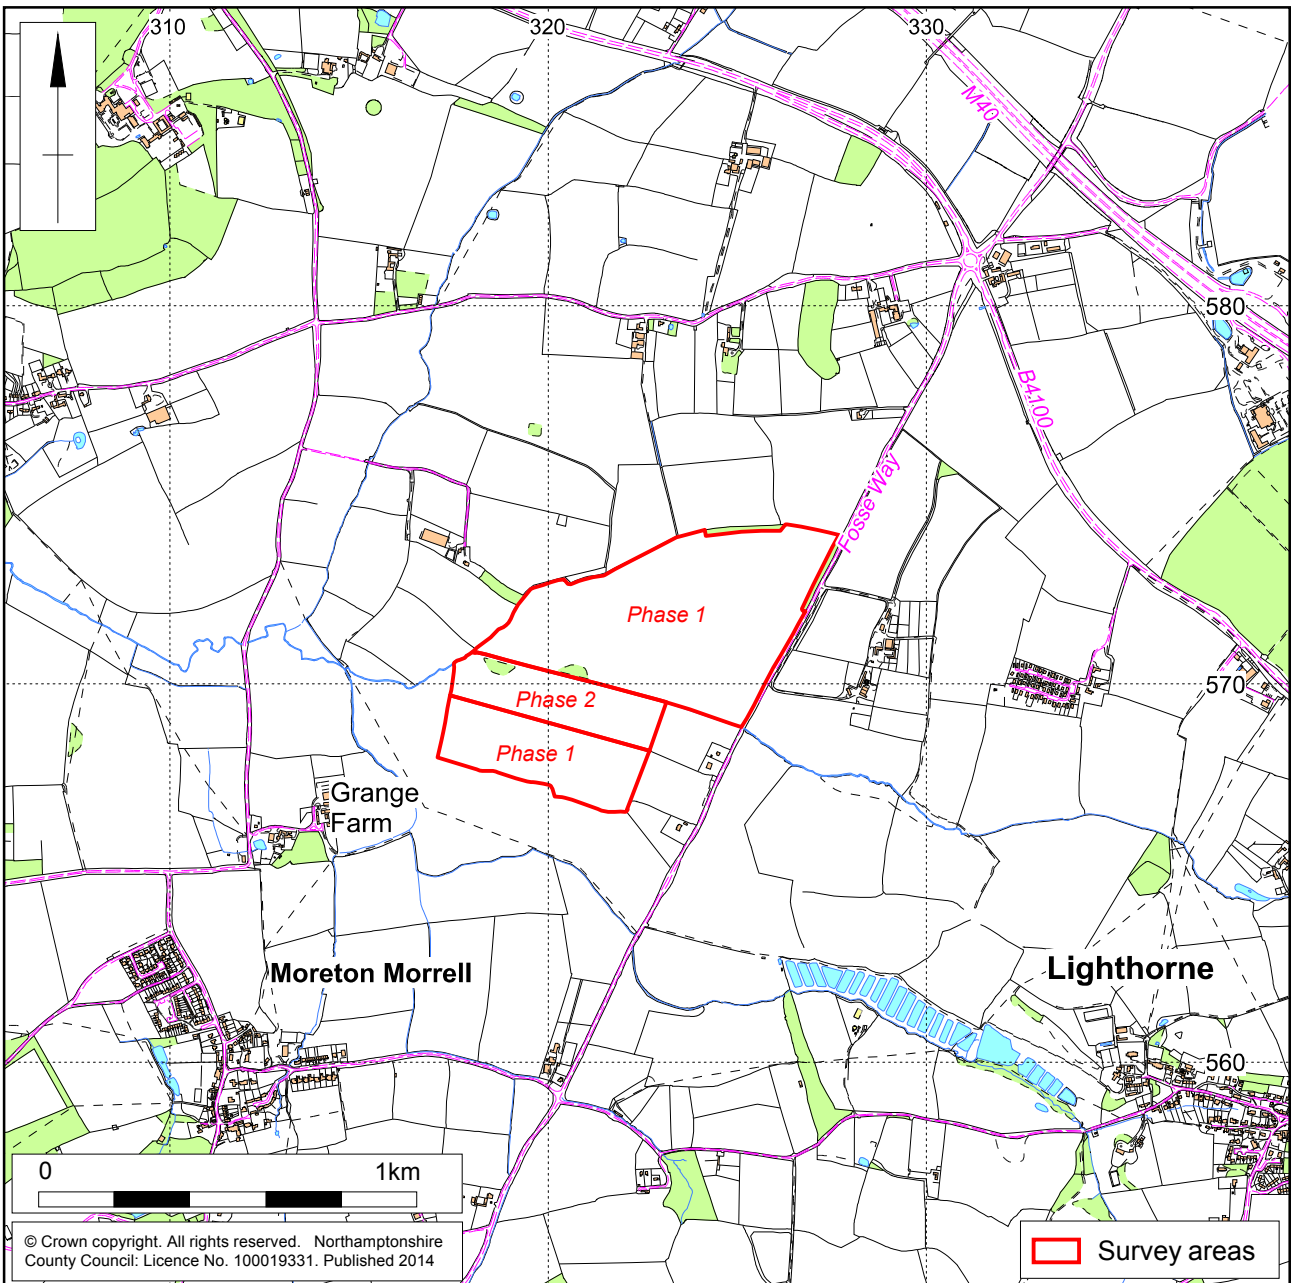 310
320
330
M40
580
B4100
Fosse Way
Phase 1
570
Phase 2
Phase 1
Grange
Farm
Moreton Morrell
Lighthorne
560
0 1km
© Crown copyright. All rights reserved. Northamptonshire
County Council: Licence No. 100019331. Published 2014
Survey areas